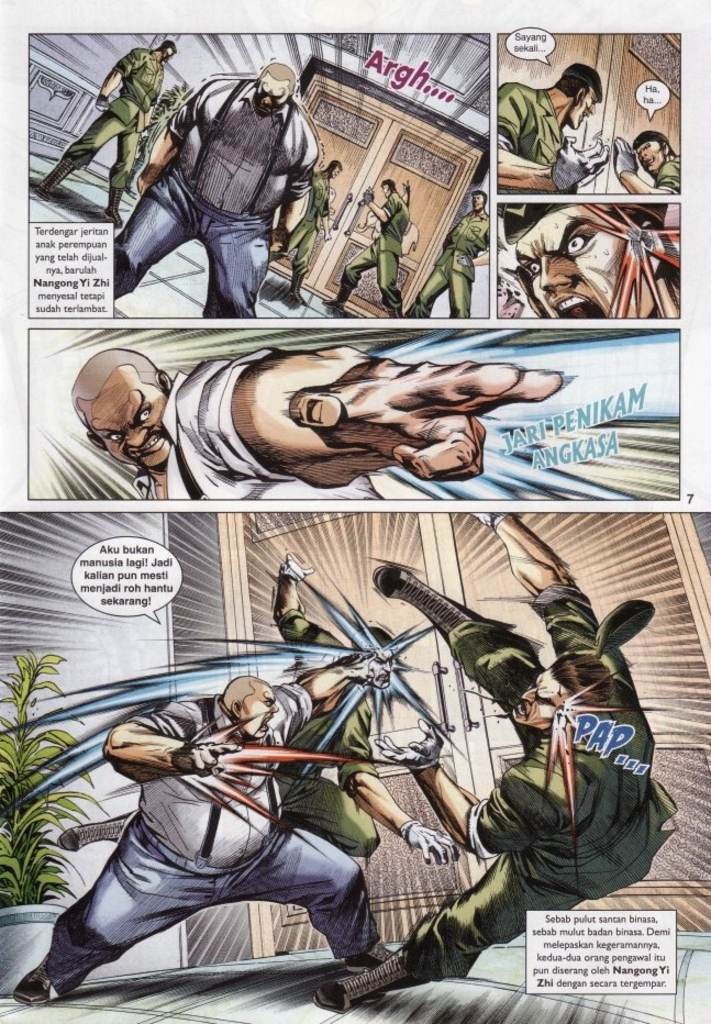 Argh....
Terdengar jeritan
anak perempuan
yang telah dijual-
nya, barulah
Nangong Yi Zhi
menyesal tetapi
sudah terlambat.
Sayang
sekali...
Ha,
ha...
JARI PENIKAM
ANGKASA
7
Aku bukan
manusia lagi! Jadi
kalian pun mesti
menjadi roh hantu
sekarang!
PAP....
Sebab pulut santan binasa,
sebab mulut badan binasa. Demi
melepaskan kegeramannya,
kedua-dua orang pengawal itu
pun diserang oleh Nangong Yi
Zhi dengan secara tergempar.